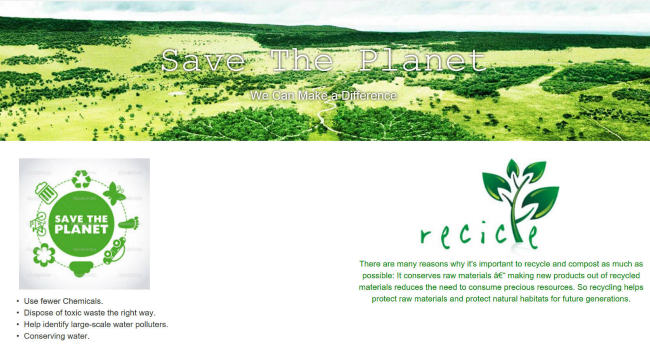 Save The Planet
We Can Make a Difference
SAVE THE
PLANET
recicle
There are many reasons why it's important to recycle and compost as much as
possible: It conserves raw materials â€“ making new products out of recycled
materials reduces the need to consume precious resources. So recycling helps
protect raw materials and protect natural habitats for future generations.
• Use fewer Chemicals.
• Dispose of toxic waste the right way.
• Help identify large-scale water polluters.
• Conserving water.